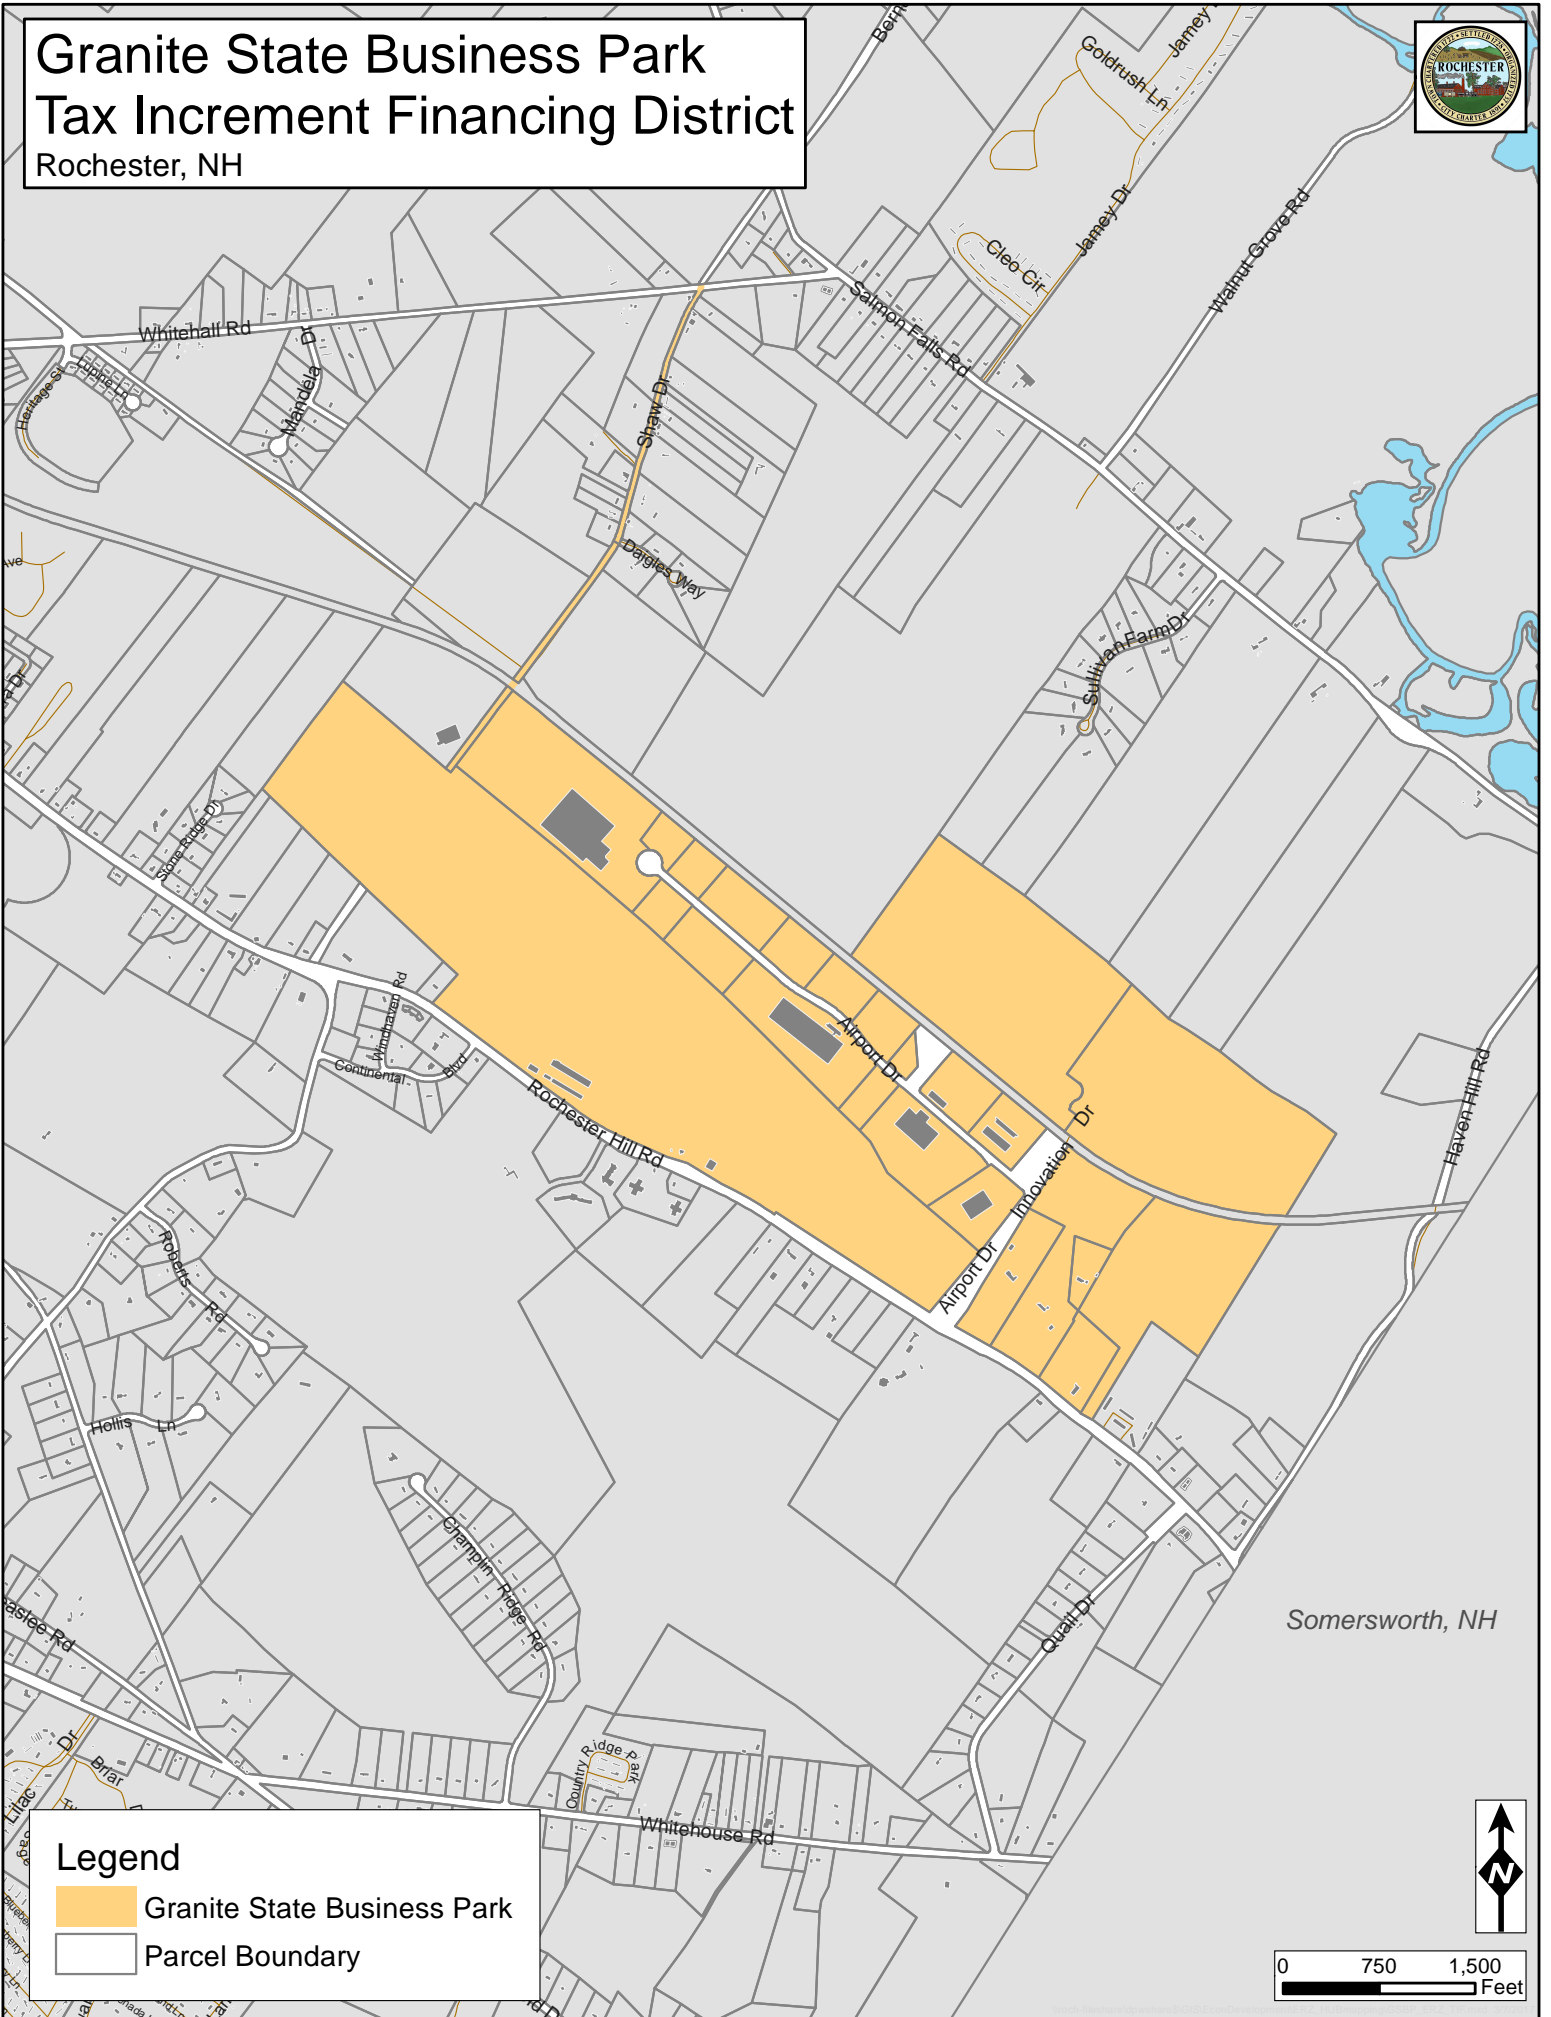 Granite State Business Park
Tax Increment Financing District
Rochester, NH
ROCHESTER
Goldrush Ln
Jamey Dr
Cleo Cir
Walnut Grove Rd
Salmon Falls Rd
Whitehall Rd
Mandela Dr
Lupine Ln
Heritage St
Shaw Dr
Daigles Way
Sullivan Farm Dr
Stone Ridge Dr
Windhaven Rd
Continental Blvd
Rochester Hill Rd
Airport Dr
Innovation Dr
Airport Dr
Haven Hill Rd
Roberts Rd
Hollis Ln
Champlin Ridge Rd
Quail Dr
Somersworth, NH
Country Ridge Park
Whitehouse Rd
Briar
Lilac Dr
Legend
Granite State Business Park
Parcel Boundary
N
0 750 1,500
Feet